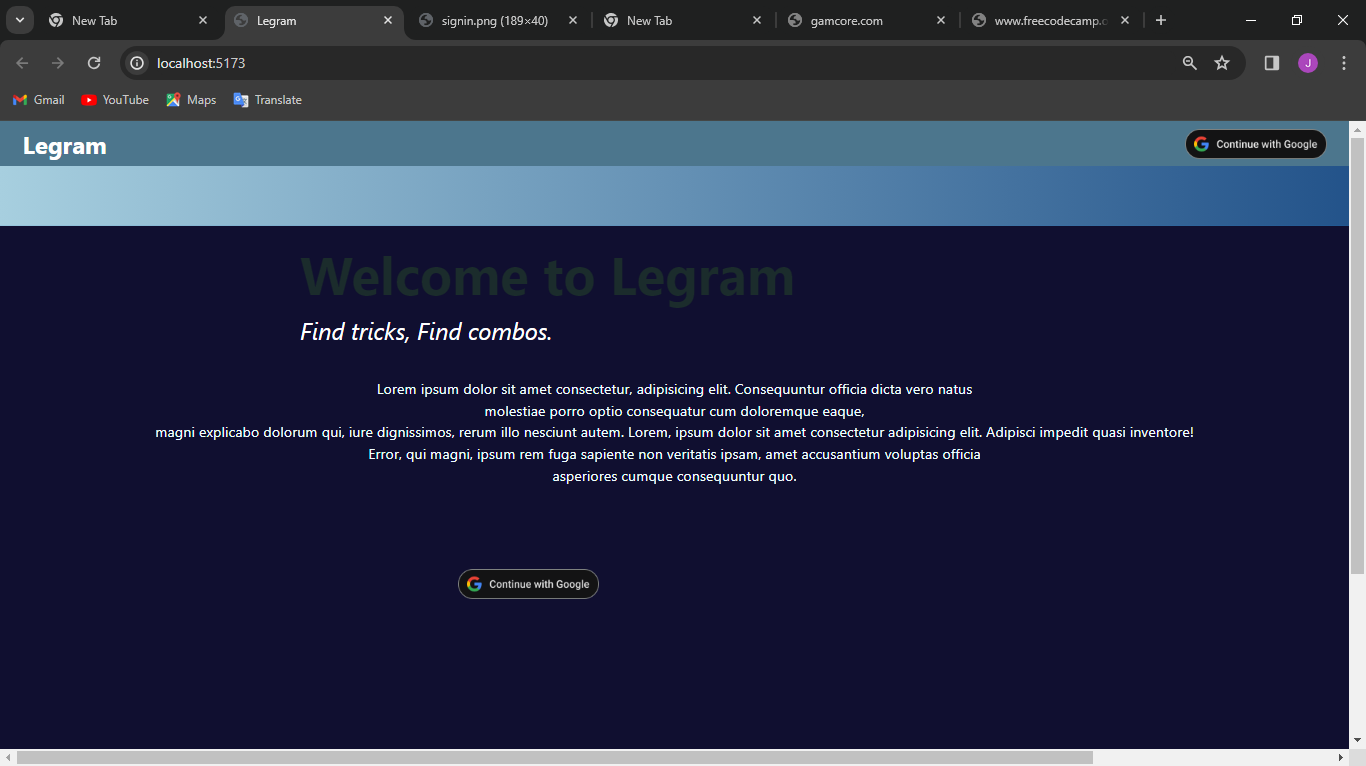 New Tab
Legram
signin.png (189×40)
New Tab
gamcore.com
www.freecodecamp.o
localhost:5173
J
Gmail
YouTube
Maps
Translate
Legram
Continue with Google
Welcome to Legram
Find tricks, Find combos.
Lorem ipsum dolor sit amet consectetur, adipisicing elit. Consequuntur officia dicta vero natus
molestiae porro optio consequatur cum doloremque eaque,
magni explicabo dolorum qui, iure dignissimos, rerum illo nesciunt autem. Lorem, ipsum dolor sit amet consectetur adipisicing elit. Adipisci impedit quasi inventore!
Error, qui magni, ipsum rem fuga sapiente non veritatis ipsam, amet accusantium voluptas officia
asperiores cumque consequuntur quo.
Continue with Google